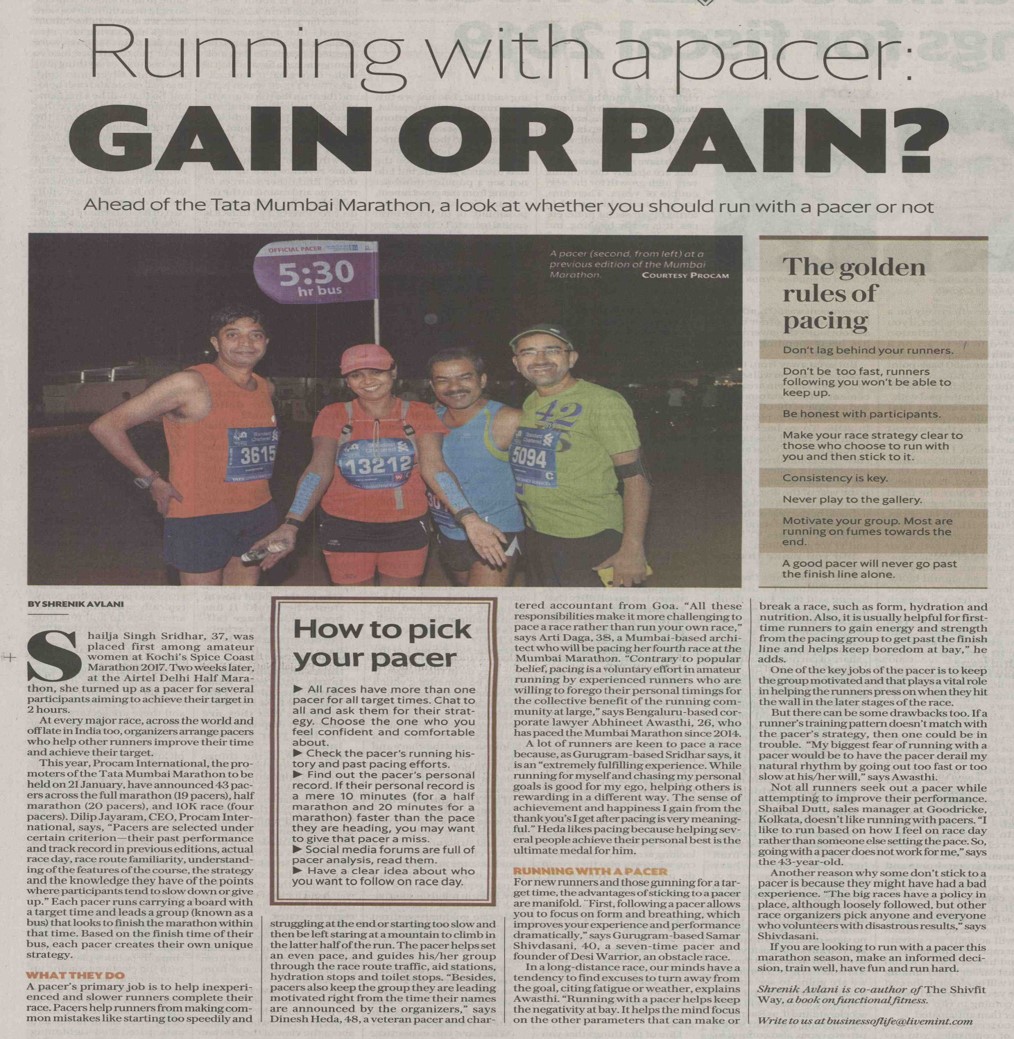 Running with a pacer:
GAIN OR PAIN?
Ahead of the Tata Mumbai Marathon, a look at whether you should run with a pacer or not
OFFICIAL PACER
5:30
hr bus
A pacer (second, from left) at a
previous edition of the Mumbai
Marathon. COURTESY PROCAM
3615
13212
5094
C
42
The golden
rules of
pacing
Don't lag behind your runners.
Don't be too fast, runners
following you won't be able to
keep up.
Be honest with participants.
Make your race strategy clear to
those who choose to run with
you and then stick to it.
Consistency is key.
Never play to the gallery.
Motivate your group. Most are
running on fumes towards the
end.
A good pacer will never go past
the finish line alone.
BY SHRENIK AVLANI
Shailja Singh Sridhar, 37, was
placed first among amateur
women at Kochi's Spice Coast
Marathon 2017. Two weeks later,
at the Airtel Delhi Half Mara-
thon, she turned up as a pacer for several
participants aiming to achieve their target in
2 hours.
At every major race, across the world and
off late in India too, organizers arrange pacers
who help other runners improve their time
and achieve their target.
This year, Procam International, the pro-
moters of the Tata Mumbai Marathon to be
held on 21 January, have announced 43 pac-
ers across the full marathon (19 pacers), half
marathon (20 pacers), and 10K race (four
pacers). Dilip Jayaram, CEO, Procam Inter-
national, says, "Pacers are selected under
certain criterion—their past performance
and track record in previous editions, actual
race day, race route familiarity, understand-
ing of the features of the course, the strategy
and the knowledge they have of the points
where participants tend to slow down or give
up." Each pacer runs carrying a board with
a target time and leads a group (known as a
bus) that looks to finish the marathon within
that time. Based on the finish time of their
bus, each pacer creates their own unique
strategy.
WHAT THEY DO
A pacer's primary job is to help inexperi-
enced and slower runners complete their
race. Pacers help runners from making com-
mon mistakes like starting too speedily and
How to pick
your pacer
▶ All races have more than one
pacer for all target times. Chat to
all and ask them for their strat-
egy. Choose the one who you
feel confident and comfortable
about.
▶ Check the pacer's running his-
tory and past pacing efforts.
▶ Find out the pacer's personal
record. If their personal record is
a mere 10 minutes (for a half
marathon and 20 minutes for a
marathon) faster than the pace
they are heading, you may want
to give that pacer a miss.
▶ Social media forums are full of
pacer analysis, read them.
▶ Have a clear idea about who
you want to follow on race day.
struggling at the end or starting too slow and
then be left staring at a mountain to climb in
the latter half of the run. The pacer helps set
an even pace, and guides his/her group
through the race route traffic, aid stations,
hydration stops and toilet stops. "Besides,
pacers also keep the group they are leading
motivated right from the time their names
are announced by the organizers," says
Dinesh Heda, 48, a veteran pacer and char-
tered accountant from Goa. "All these
responsibilities make it more challenging to
pace a race rather than run your own race,"
says Arti Daga, 38, a Mumbai-based archi-
tect who will be pacing her fourth race at the
Mumbai Marathon. "Contrary to popular
belief, pacing is a voluntary effort in amateur
running by experienced runners who are
willing to forego their personal timings for
the collective benefit of the running com-
munity at large," says Bengaluru-based cor-
porate lawyer Abhineet Awasthi, 26, who
has paced the Mumbai Marathon since 2014.
A lot of runners are keen to pace a race
because, as Gurugram-based Sridhar says, it
is an "extremely fulfilling experience. While
running for myself and chasing my personal
goals is good for my ego, helping others is
rewarding in a different way. The sense of
achievement and happiness I gain from the
thank you's I get after pacing is very meaning-
ful." Heda likes pacing because helping sev-
eral people achieve their personal best is the
ultimate medal for him.
RUNNING WITH A PACER
For new runners and those gunning for a tar-
get time, the advantages of sticking to a pacer
are manifold. "First, following a pacer allows
you to focus on form and breathing, which
improves your experience and performance
dramatically," says Gurugram-based Samar
Shivdasani, 40, a seven-time pacer and
founder of Desi Warrior, an obstacle race.
In a long-distance race, our minds have a
tendency to find excuses to turn away from
the goal, citing fatigue or weather, explains
Awasthi. "Running with a pacer helps keep
the negativity at bay. It helps the mind focus
on the other parameters that can make or
break a race, such as form, hydration and
nutrition. Also, it is usually helpful for first-
time runners to gain energy and strength
from the pacing group to get past the finish
line and helps keep boredom at bay," he
adds.
One of the key jobs of the pacer is to keep
the group motivated and that plays a vital role
in helping the runners press on when they hit
the wall in the later stages of the race.
But there can be some drawbacks too. If a
runner's training pattern doesn't match with
the pacer's strategy, then one could be in
trouble. "My biggest fear of running with a
pacer would be to have the pacer derail my
natural rhythm by going out too fast or too
slow at his/her will," says Awasthi.
Not all runners seek out a pacer while
attempting to improve their performance.
Shaibal Dutt, sales manager at Goodricke,
Kolkata, doesn't like running with pacers. "I
like to run based on how I feel on race day
rather than someone else setting the pace. So,
going with a pacer does not work for me," says
the 43-year-old.
Another reason why some don't stick to a
pacer is because they might have had a bad
experience. "The big races have a policy in
place, although loosely followed, but other
race organizers pick anyone and everyone
who volunteers with disastrous results," says
Shivdasani.
If you are looking to run with a pacer this
marathon season, make an informed deci-
sion, train well, have fun and run hard.
Shrenik Avlani is co-author of The Shivfit
Way, a book on functional fitness.
Write to us at businessoflife@livemint.com